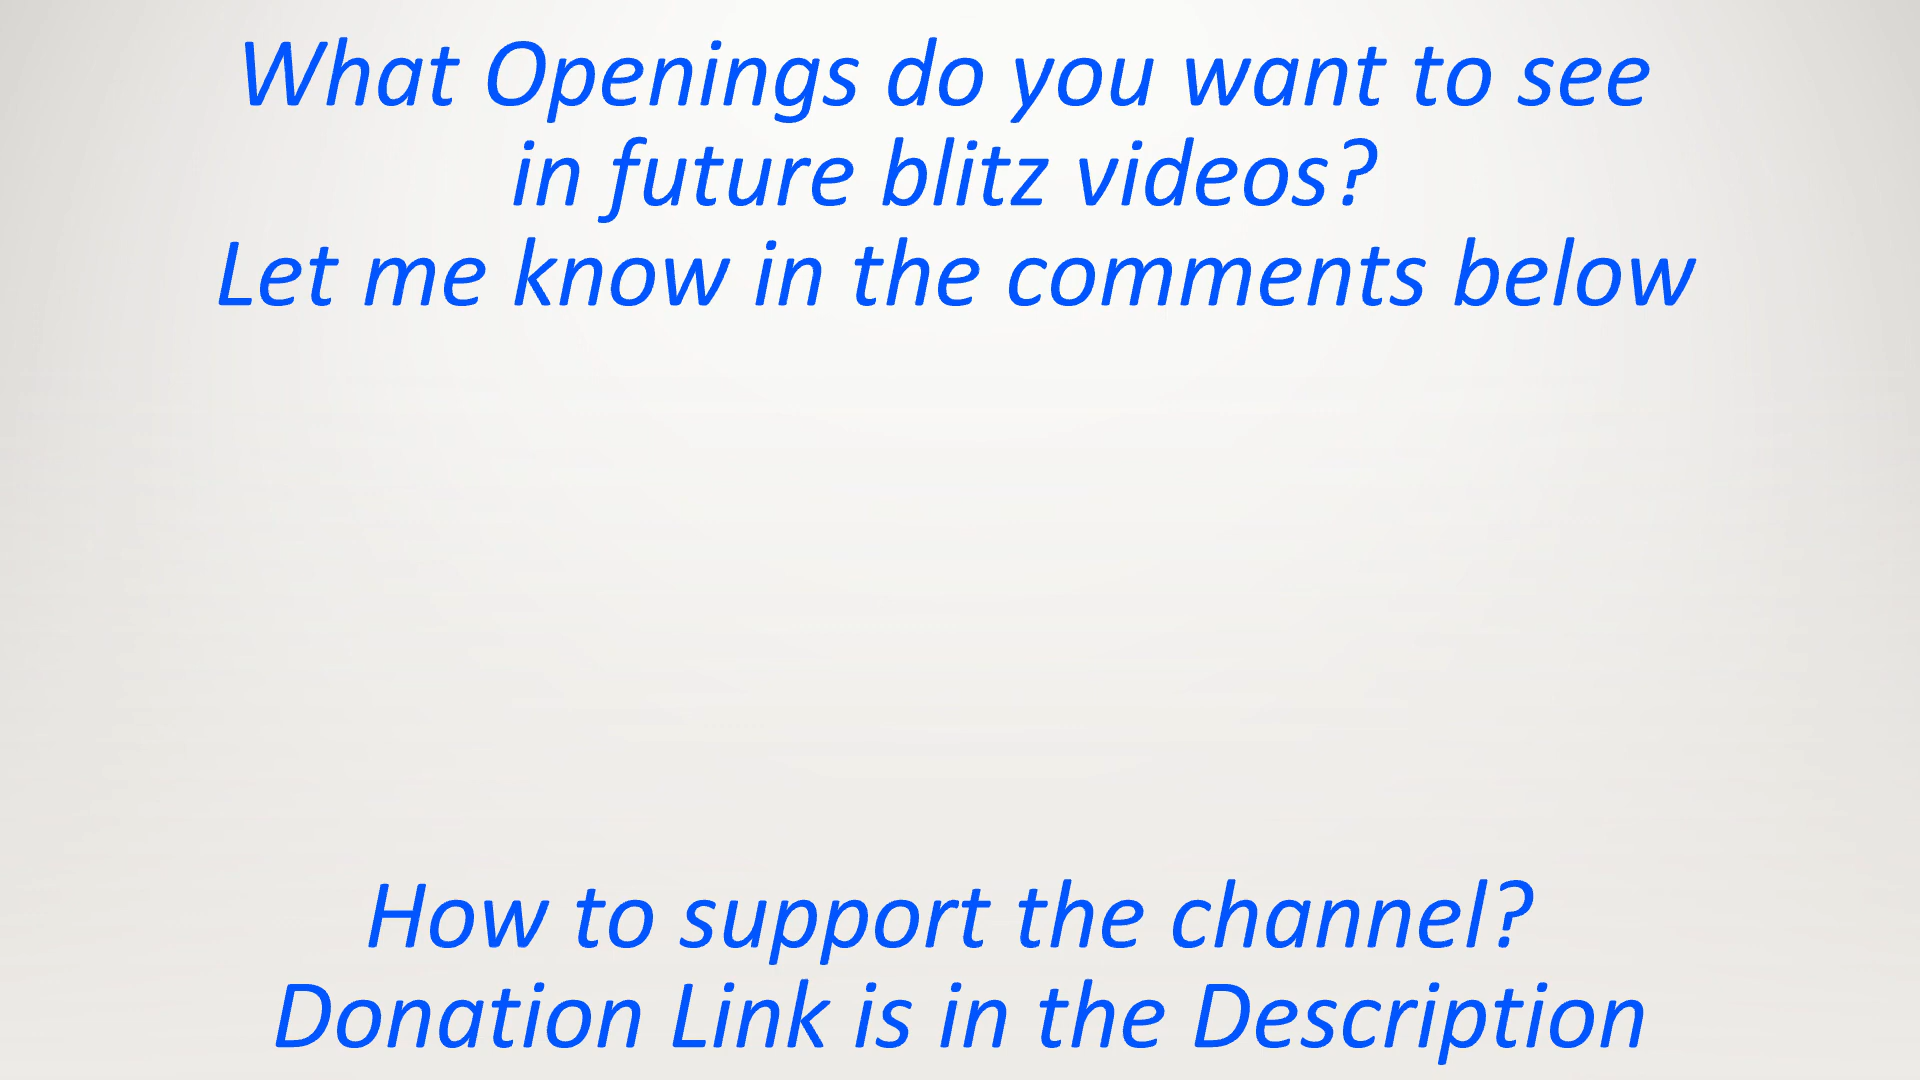 What Openings do you want to see
in future blitz videos?
Let me know in the comments below
How to support the channel?
Donation Link is in the Description